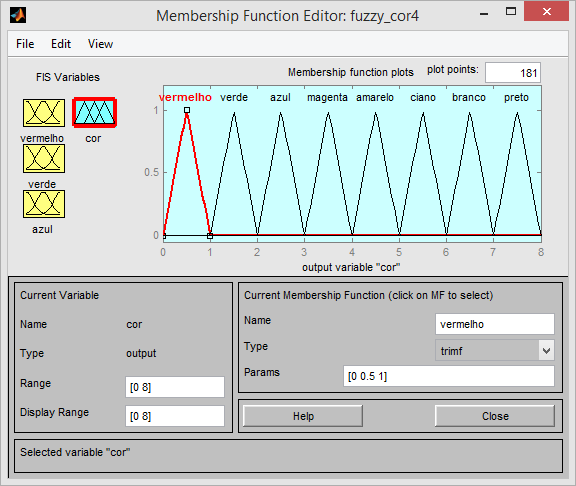 Membership Function Editor: fuzzy_cor4
File Edit View
FIS Variables
vermelho
cor
verde
azul
Membership function plots plot points: 181
vermelho verde azul magenta amarelo ciano branco preto
1
0.5
0
0 1 2 3 4 5 6 7 8
output variable "cor"
Current Variable
Name cor
Type output
Range [0 8]
Display Range [0 8]
Current Membership Function (click on MF to select)
Name vermelho
Type trimf
Params [0 0.5 1]
Help Close
Selected variable "cor"